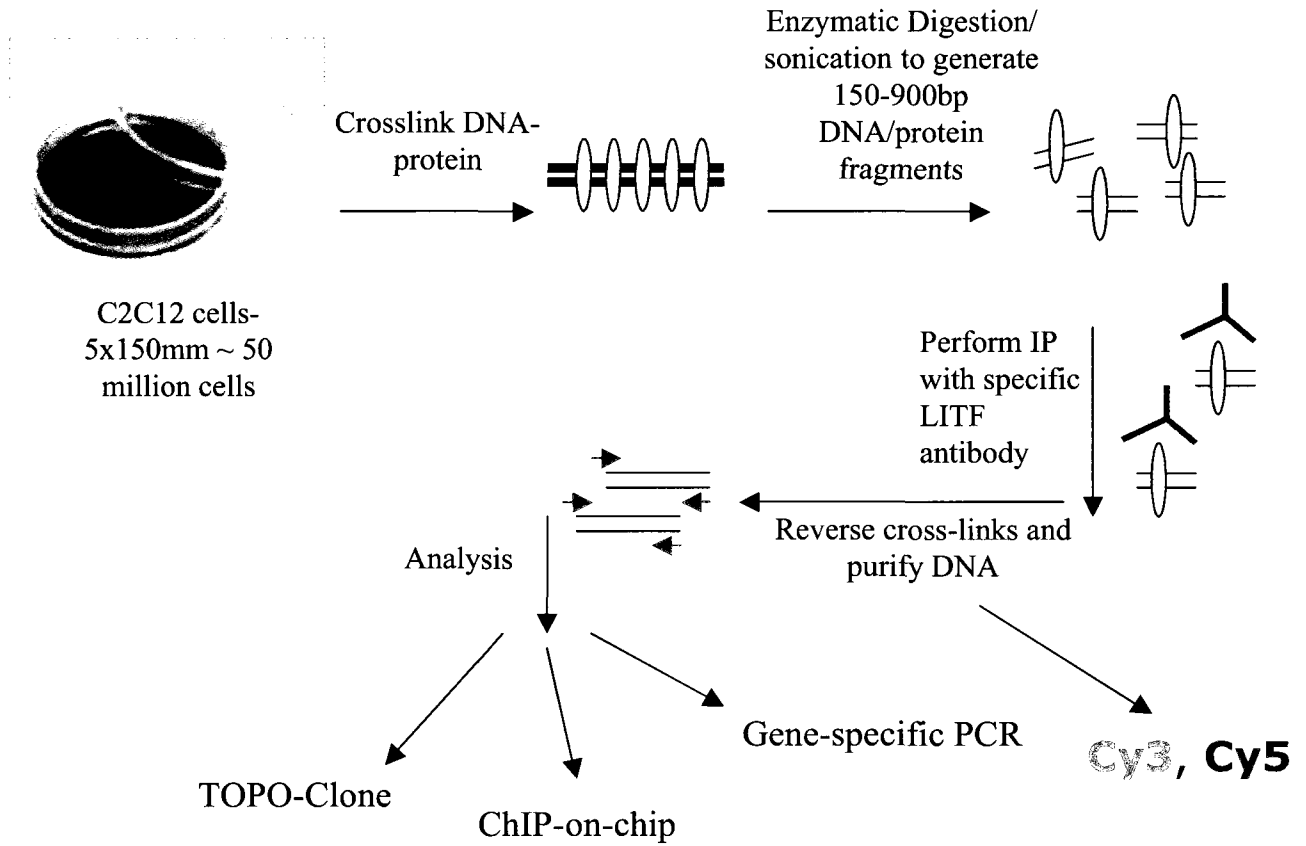 Enzymatic Digestion/
sonication to generate
150-900bp
DNA/protein
fragments
Crosslink DNA-
protein
C2C12 cells-
5x150mm ~ 50
million cells
Perform IP
with specific
LITF
antibody
Reverse cross-links and
purify DNA
Analysis
Gene-specific PCR
Cy3, Cy5
TOPO-Clone
ChIP-on-chip